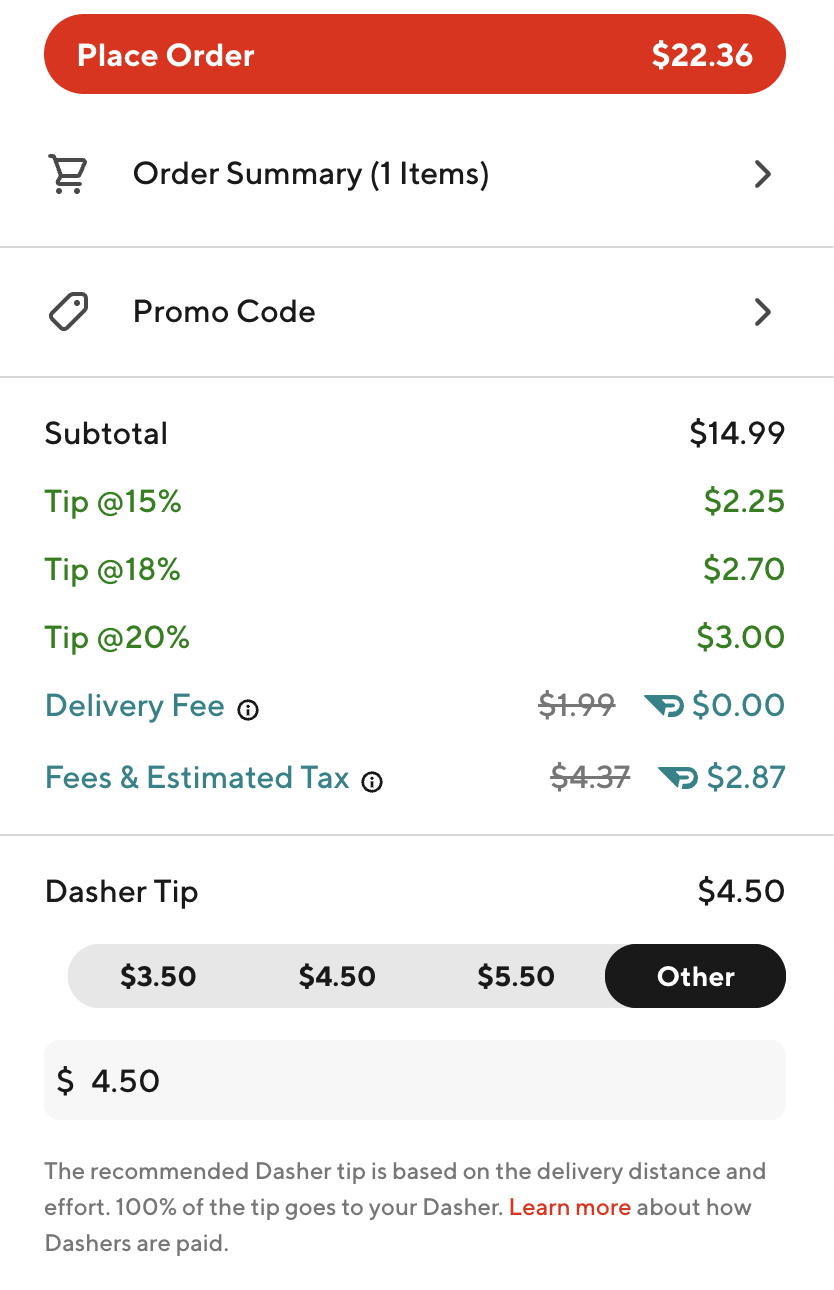 Place Order $22.36
Order Summary (1 Items)
Promo Code
Subtotal $14.99
Tip @15% $2.25
Tip @18% $2.70
Tip @20% $3.00
Delivery Fee $1.99 $0.00
Fees & Estimated Tax $4.37 $2.87
Dasher Tip $4.50
$3.50 $4.50 $5.50 Other
$ 4.50
The recommended Dasher tip is based on the delivery distance and
effort. 100% of the tip goes to your Dasher. Learn more about how
Dashers are paid.